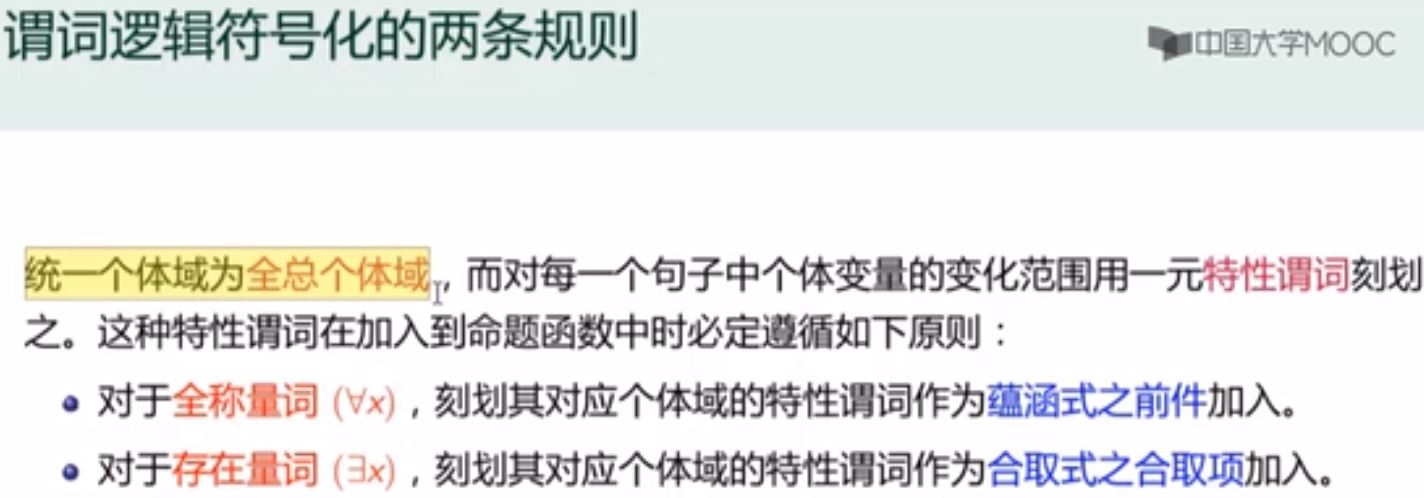 谓词逻辑符号化的两条规则
中国大学MOOC
统一个体域为全总个体域，而对每一个句子中个体变量的变化范围用一元特性谓词刻划
之。这种特性谓词在加入到命题函数中时必定遵循如下原则：
对于全称量词 (∀x)，刻划其对应个体域的特性谓词作为蕴涵式之前件加入。
对于存在量词 (∃x)，刻划其对应个体域的特性谓词作为合取式之合取项加入。